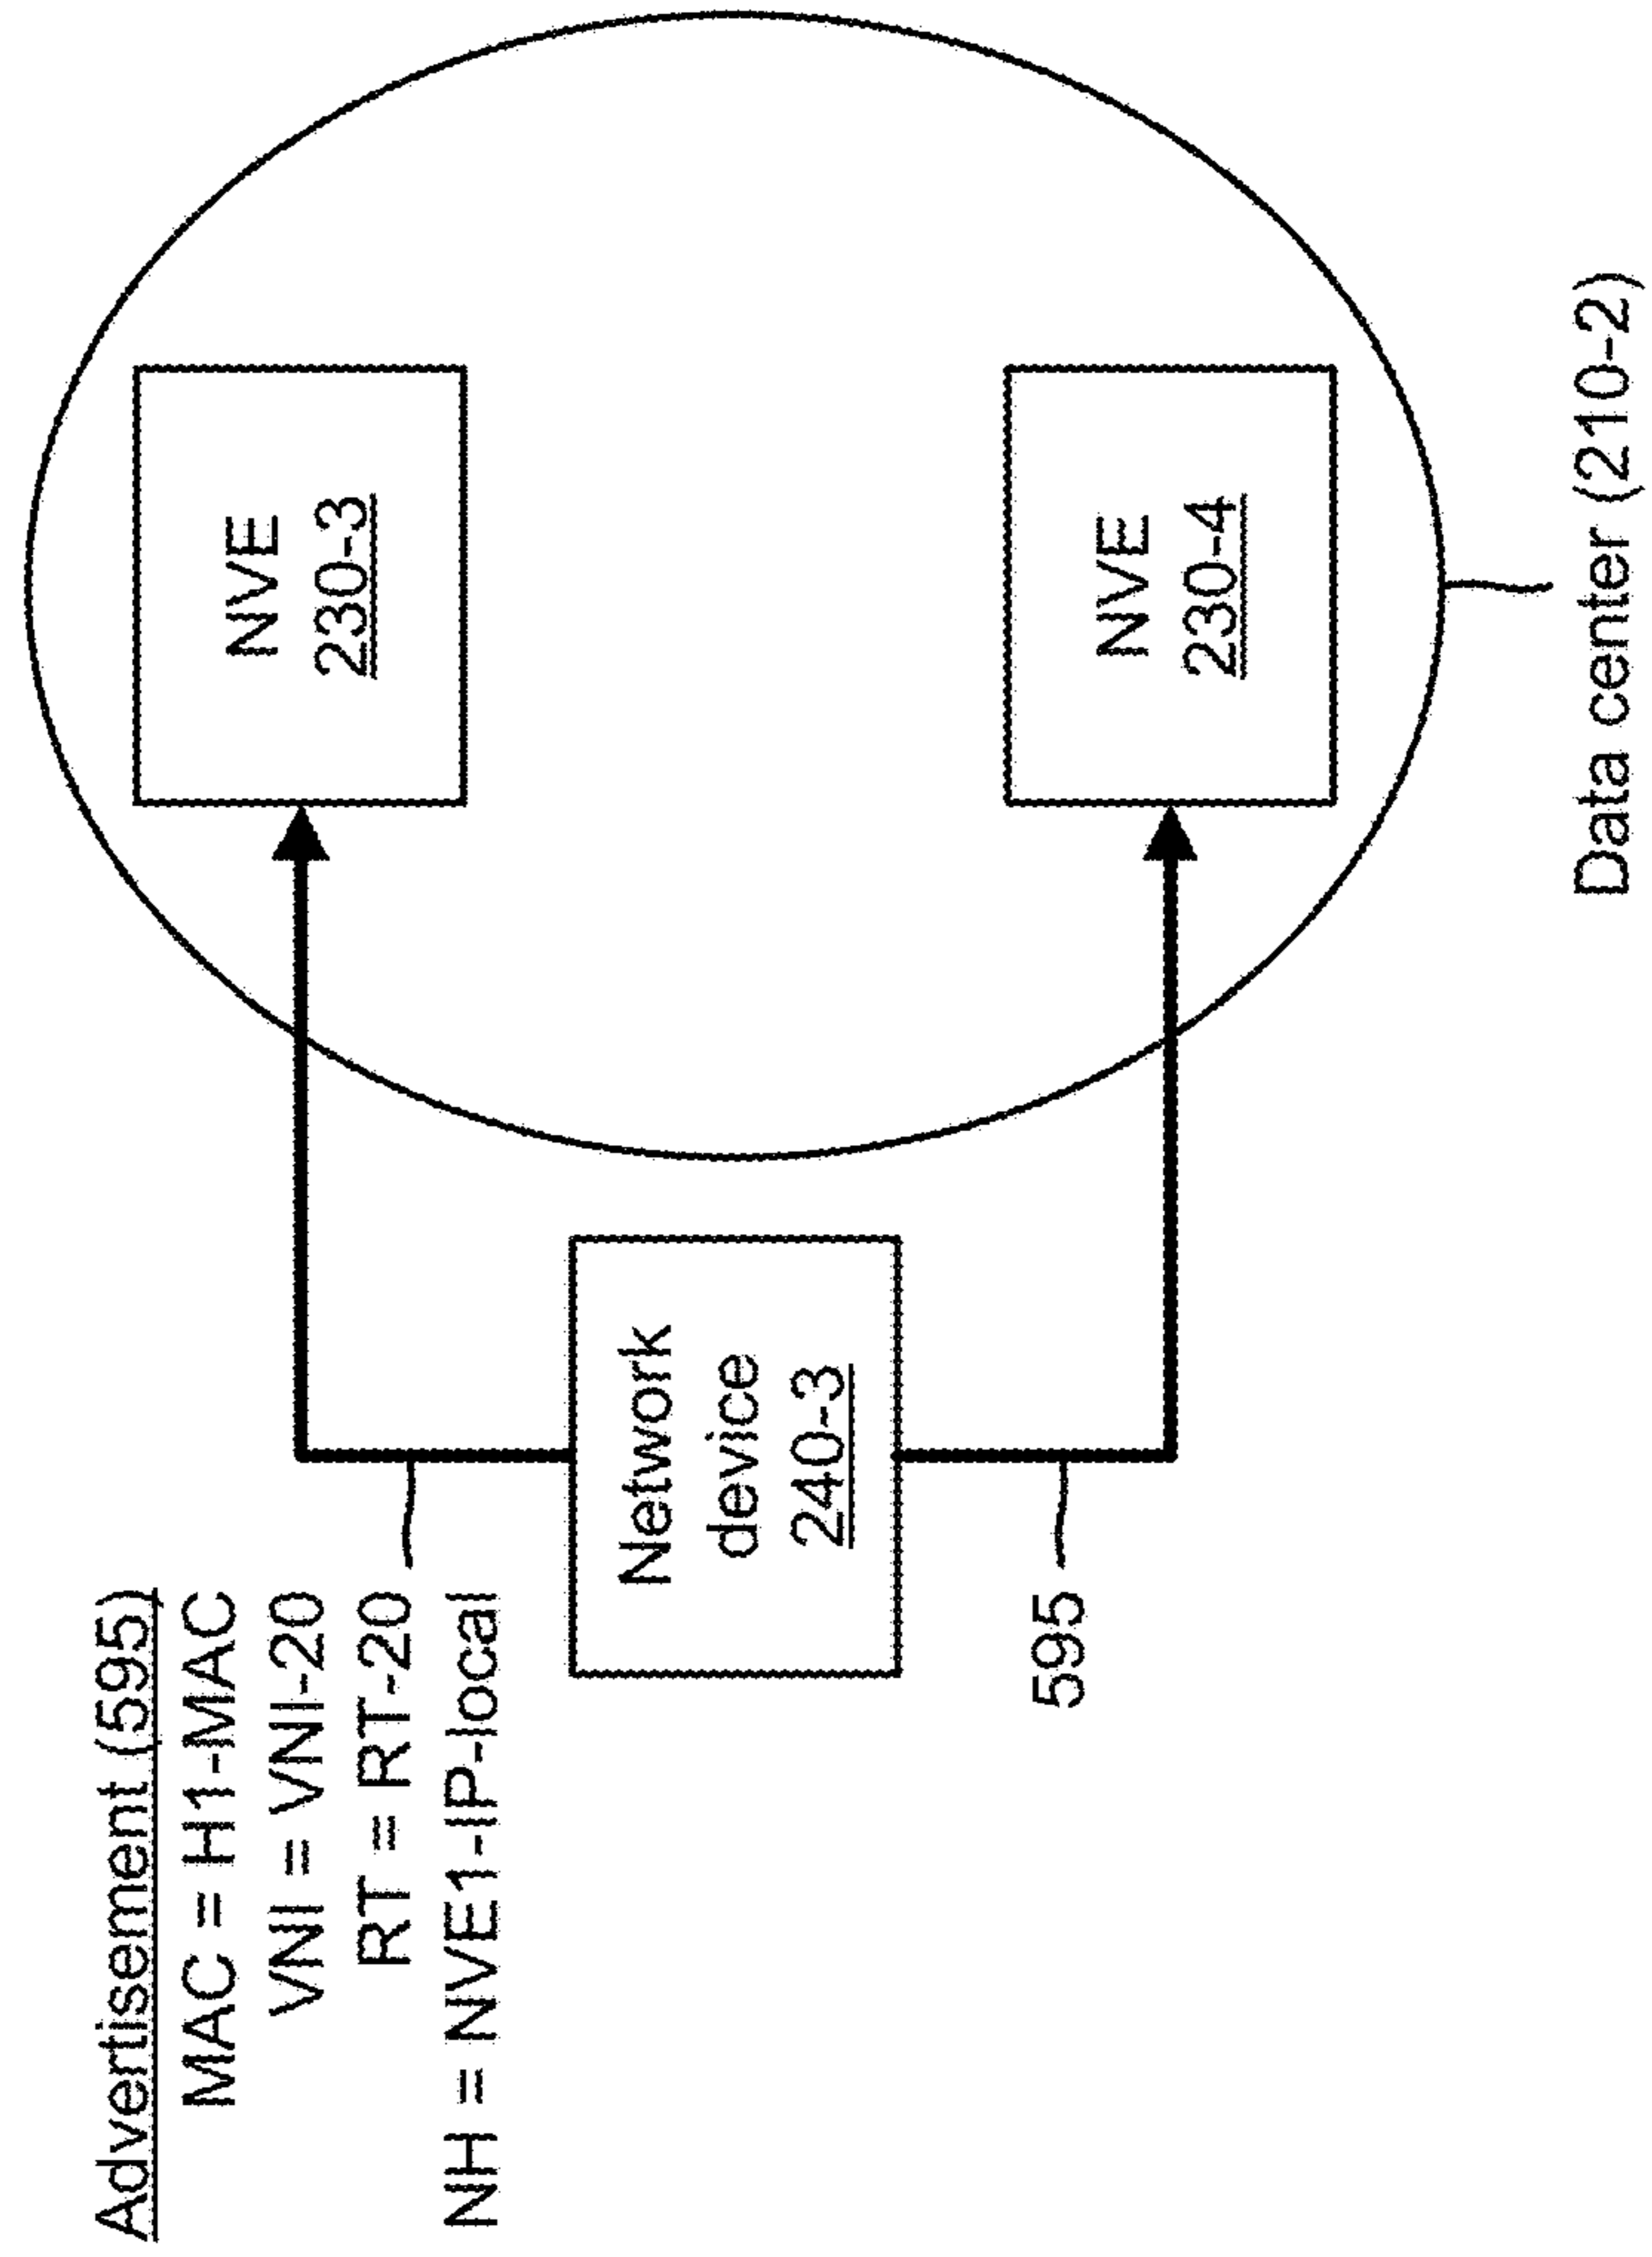 Advertisement (595)
MAC = H1-MAC
VNI = VNI-20
RT = RT-20
NH = NVE1-IP-local
Network
device
240-3
595
NVE
230-3
NVE
230-4
Data center (210-2)